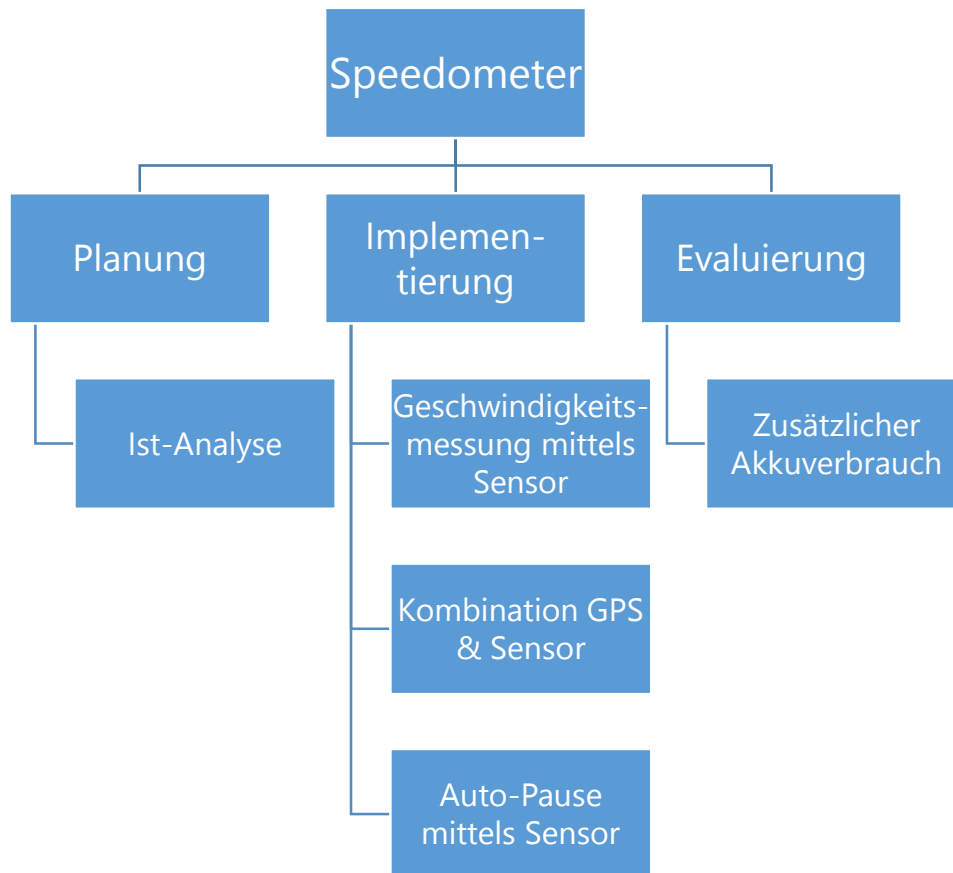 Speedometer
Planung
Implemen-
tierung
Evaluierung
Ist-Analyse
Geschwindigkeits-
messung mittels
Sensor
Zusätzlicher
Akkuverbrauch
Kombination GPS
& Sensor
Auto-Pause
mittels Sensor